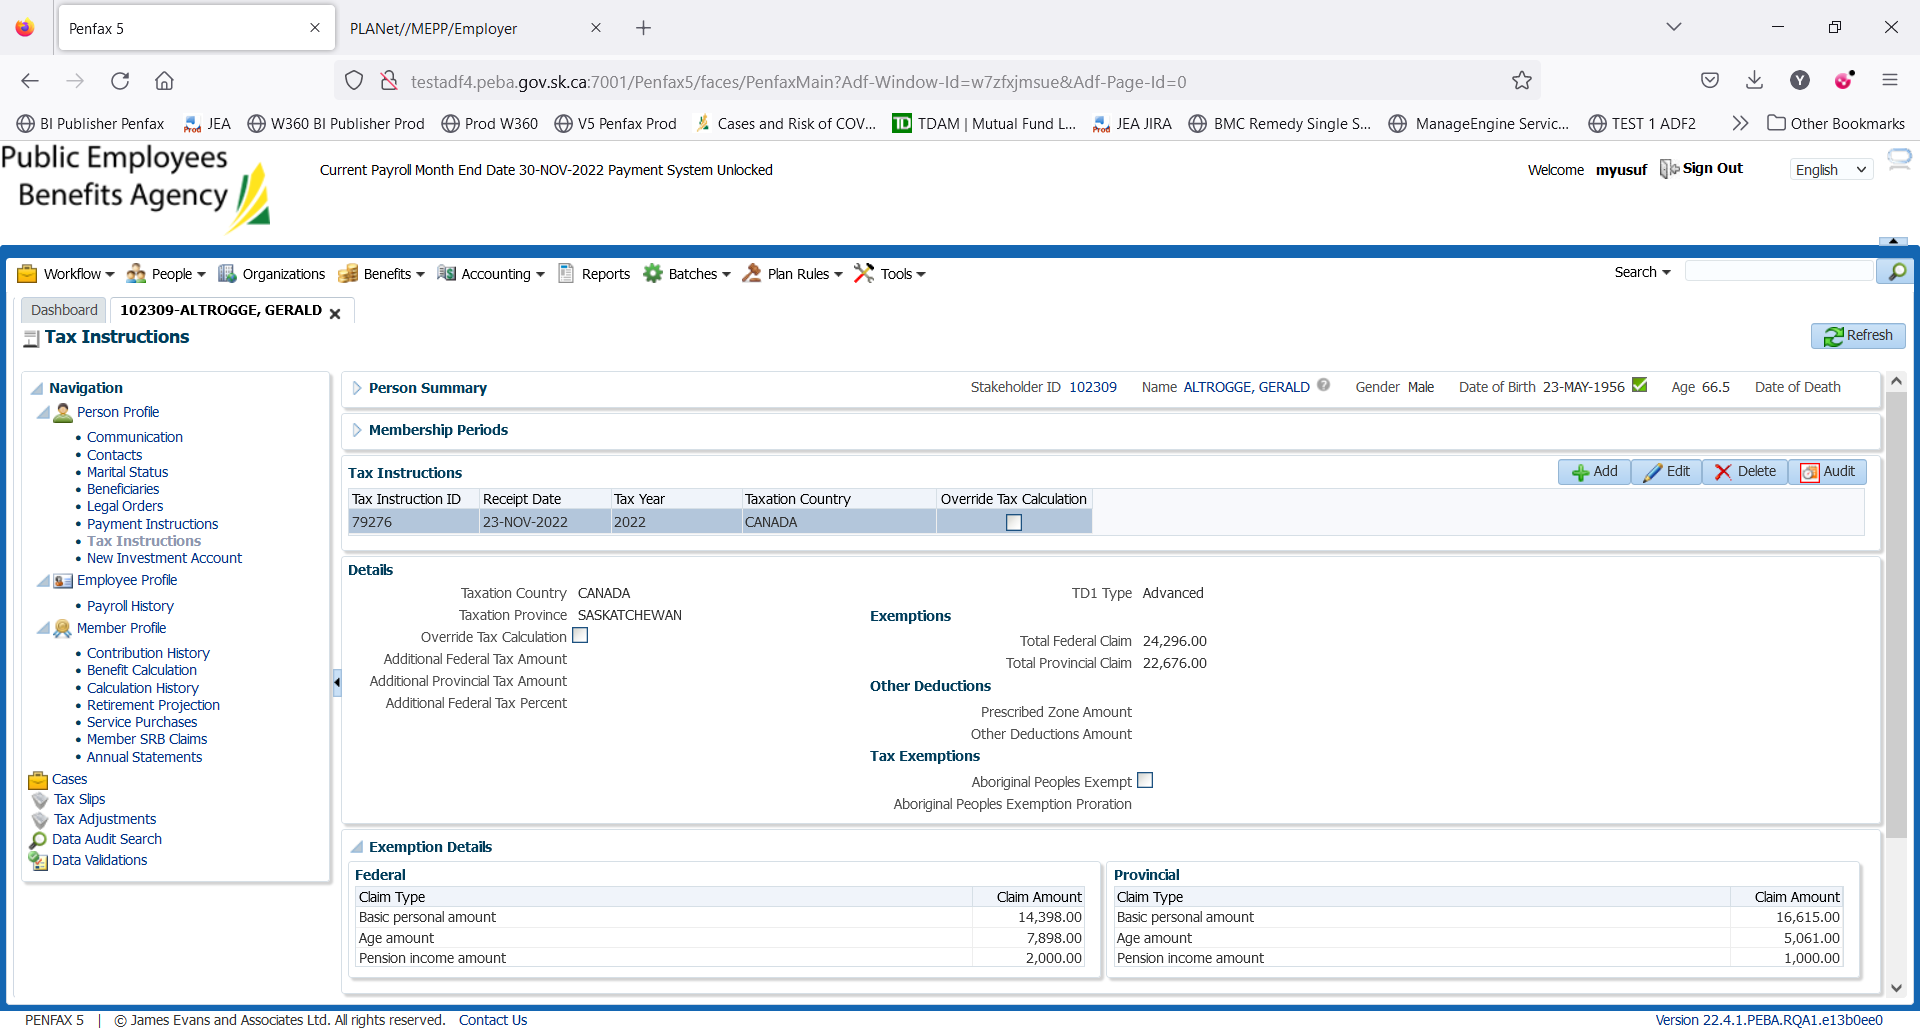 Penfax 5
PLANet//MEPP/Employer
testadf4.peba.gov.sk.ca:7001/Penfax5/faces/PenfaxMain?Adf-Window-Id=w7zfxjmsue&Adf-Page-Id=0
Y
BI Publisher Penfax
JEA
W360 BI Publisher Prod
Prod W360
V5 Penfax Prod
Cases and Risk of COV...
TD TDAM | Mutual Fund L...
JEA JIRA
BMC Remedy Single S...
ManageEngine Servic...
TEST 1 ADF2
Other Bookmarks
Public Employees
Benefits Agency
Current Payroll Month End Date 30-NOV-2022 Payment System Unlocked
Welcome myusuf
Sign Out
English
Workflow
People
Organizations
Benefits
Accounting
Reports
Batches
Plan Rules
Tools
Search
Dashboard
102309-ALTROGGE, GERALD
Tax Instructions
Refresh
Navigation
Person Profile
Communication
Contacts
Marital Status
Beneficiaries
Legal Orders
Payment Instructions
Tax Instructions
New Investment Account
Employee Profile
Payroll History
Member Profile
Contribution History
Benefit Calculation
Calculation History
Retirement Projection
Service Purchases
Member SRB Claims
Annual Statements
Cases
Tax Slips
Tax Adjustments
Data Audit Search
Data Validations
Person Summary
Stakeholder ID 102309 Name ALTROGGE, GERALD Gender Male Date of Birth 23-MAY-1956 Age 66.5 Date of Death
Membership Periods
Tax Instructions
Add
Edit
Delete
Audit
Tax Instruction ID Receipt Date Tax Year Taxation Country Override Tax Calculation
79276 23-NOV-2022 2022 CANADA
Details
Taxation Country CANADA
Taxation Province SASKATCHEWAN
Override Tax Calculation
Additional Federal Tax Amount
Additional Provincial Tax Amount
Additional Federal Tax Percent
TD1 Type Advanced
Exemptions
Total Federal Claim 24,296.00
Total Provincial Claim 22,676.00
Other Deductions
Prescribed Zone Amount
Other Deductions Amount
Tax Exemptions
Aboriginal Peoples Exempt
Aboriginal Peoples Exemption Proration
Exemption Details
Federal
Claim Type Claim Amount
Basic personal amount 14,398.00
Age amount 7,898.00
Pension income amount 2,000.00
Provincial
Claim Type Claim Amount
Basic personal amount 16,615.00
Age amount 5,061.00
Pension income amount 1,000.00
PENFAX 5 | © James Evans and Associates Ltd. All rights reserved. Contact Us
Version 22.4.1.PEBA.RQA1.e13b0ee0